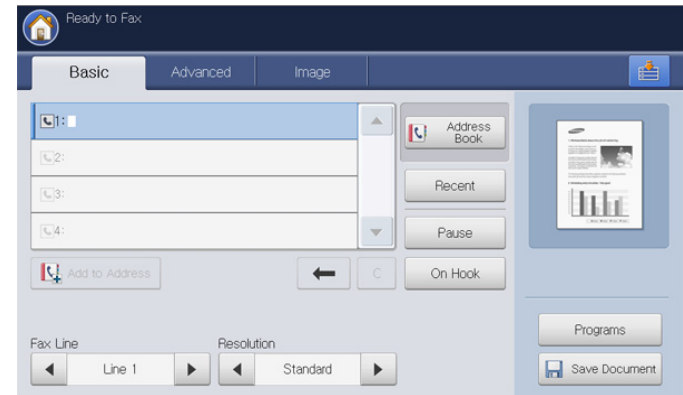 Ready to Fax
Basic
Advanced
Image
1:
2:
3:
4:
Address
Book
Recent
Pause
On Hook
Add to Address
C
Fax Line
Line 1
Resolution
Standard
Programs
Save Document